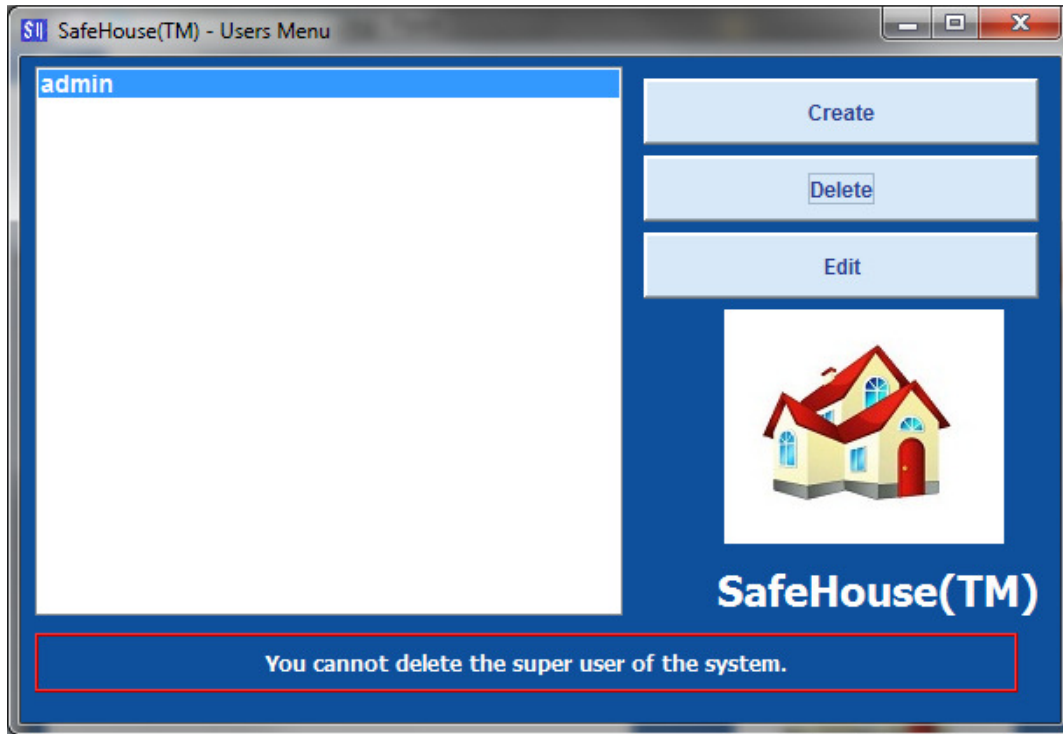 SafeHouse(TM) - Users Menu
admin
Create
Delete
Edit
SafeHouse(TM)
You cannot delete the super user of the system.